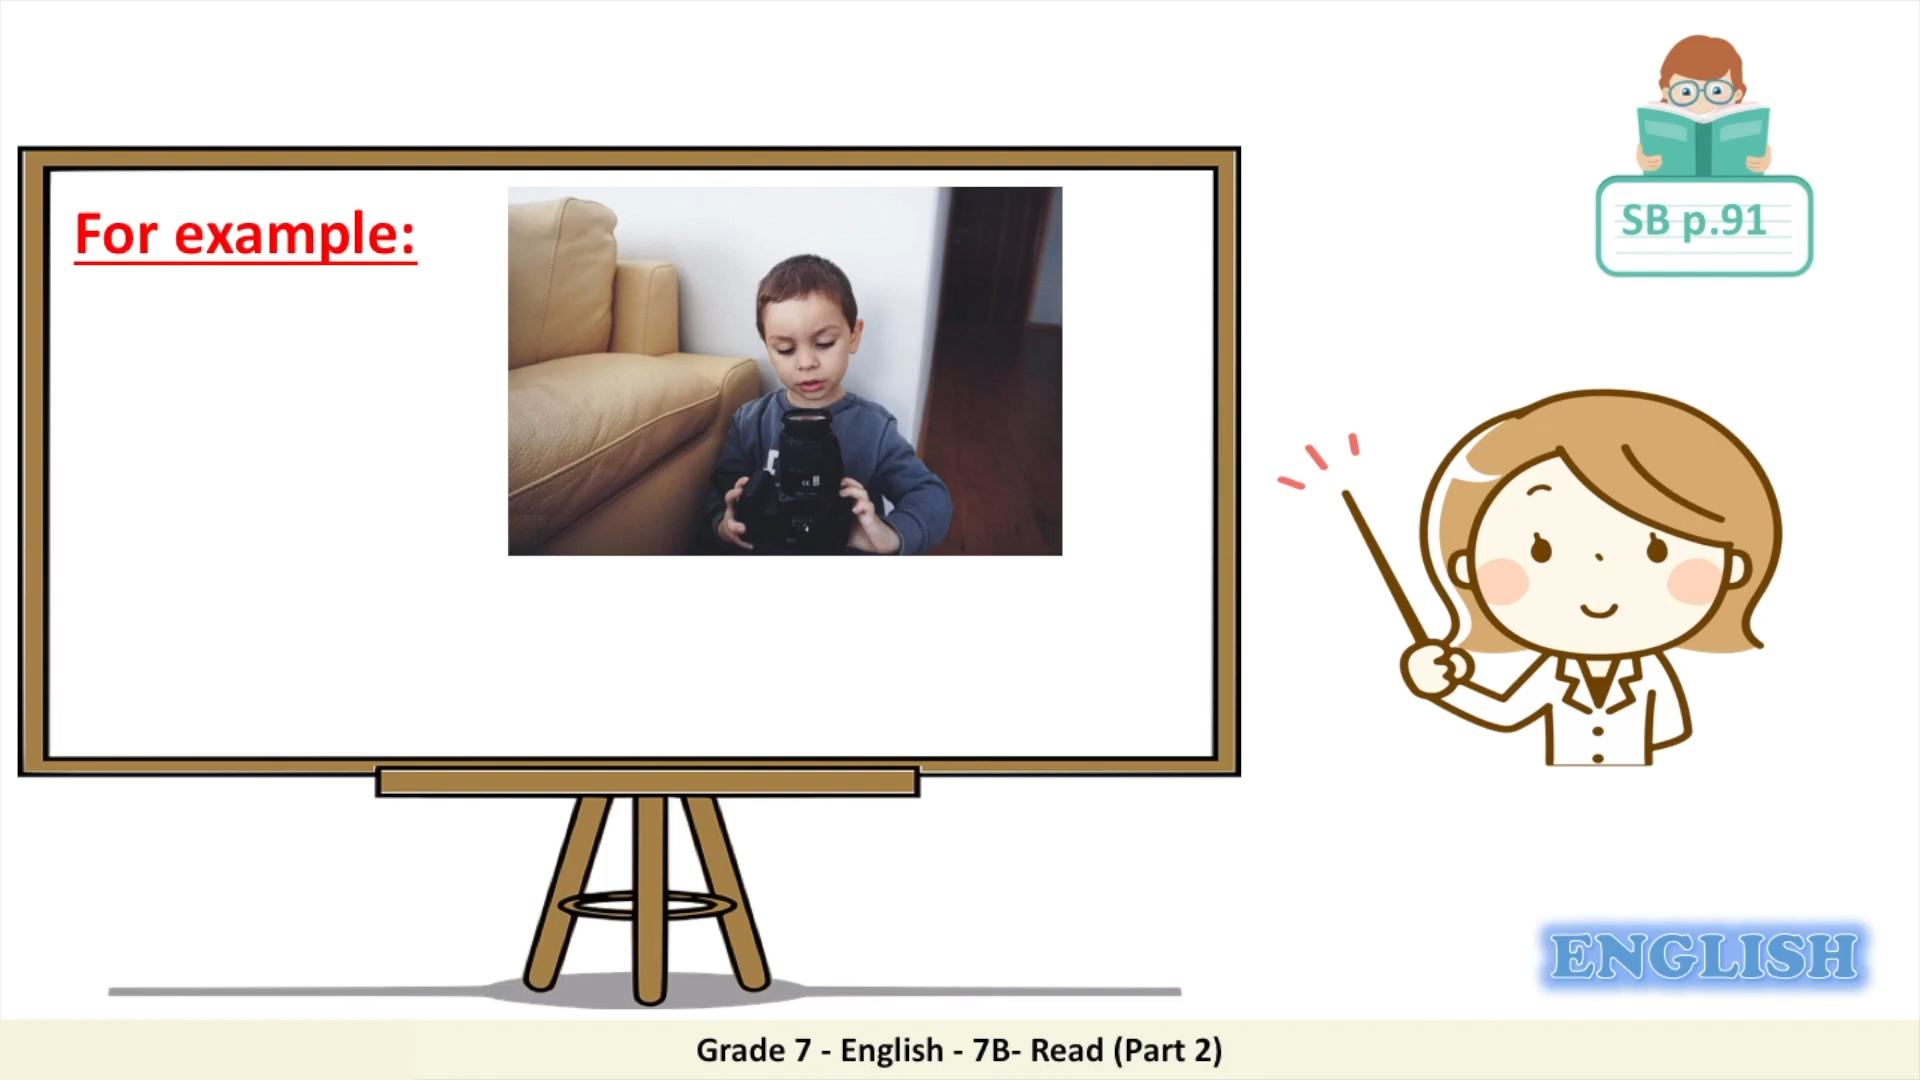 SB p.91
For example:
ENGLISH
Grade 7 - English - 7B- Read (Part 2)